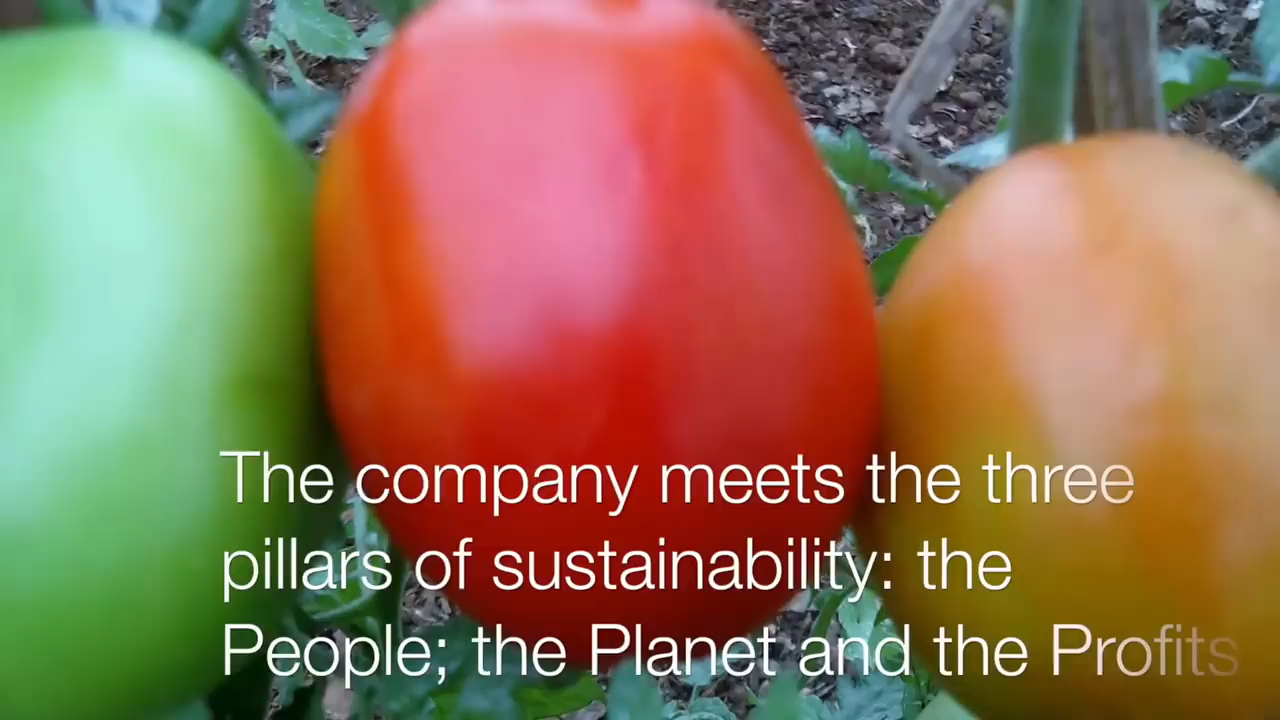 The company meets the three
pillars of sustainability: the
People; the Planet and the Profits